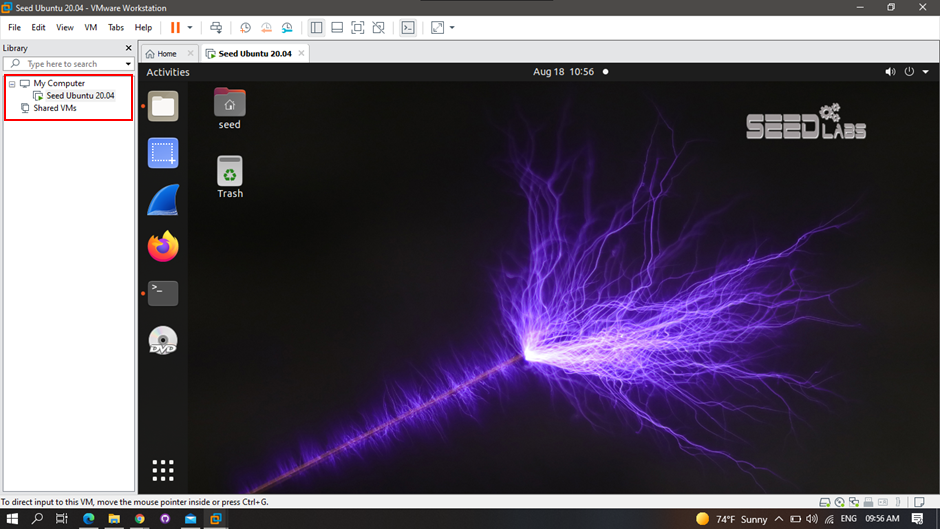 Seed Ubuntu 20.04 - VMware Workstation
File Edit View VM Tabs Help
Library
Type here to search
My Computer
Seed Ubuntu 20.04
Shared VMs
Home
Seed Ubuntu 20.04
Activities
Aug 18 10:56
seed
Trash
>_
DVD
SEEDLABS
To direct input to this VM, move the mouse pointer inside or press Ctrl+G.
74°F Sunny
ENG
09:56 AM